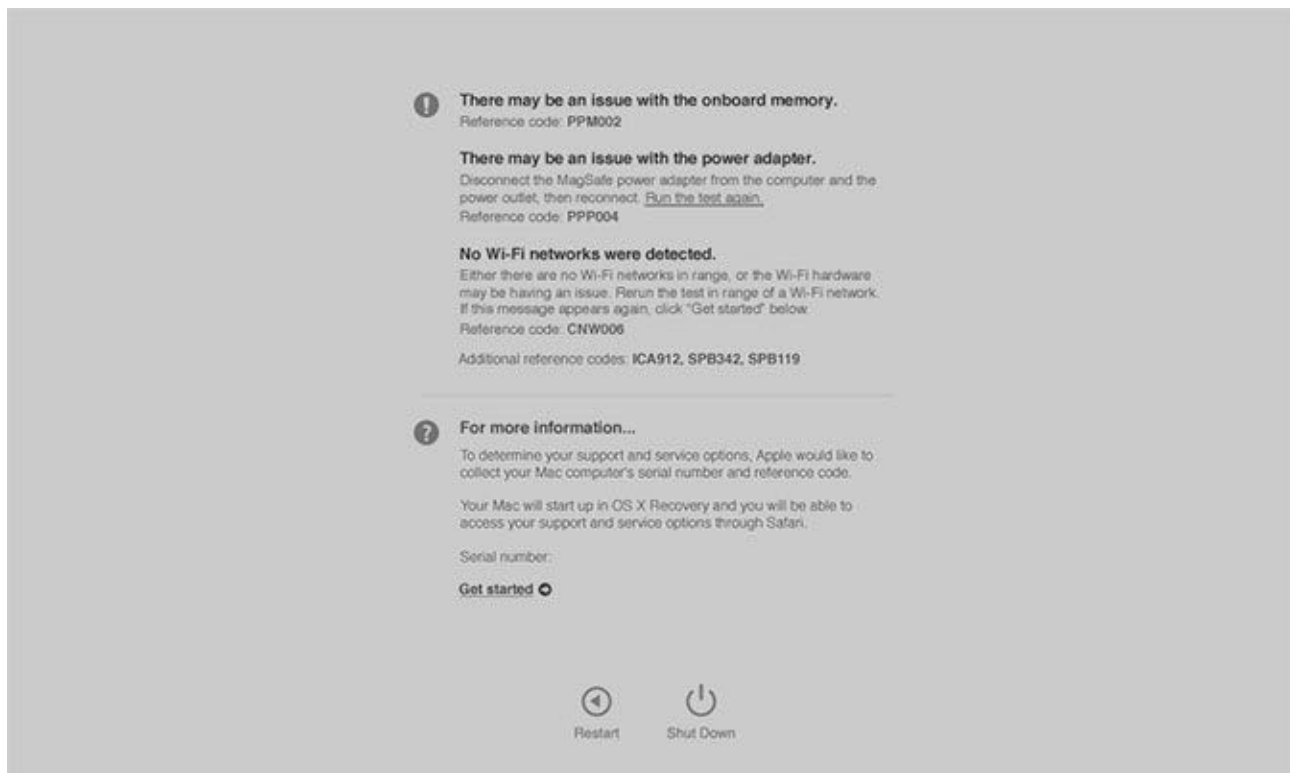 There may be an issue with the onboard memory.
Reference code: PPM002
There may be an issue with the power adapter.
Disconnect the MagSafe power adapter from the computer and the
power outlet, then reconnect. Run the test again.
Reference code: PPP004
No Wi-Fi networks were detected.
Either there are no Wi-Fi networks in range, or the Wi-Fi hardware
may be having an issue. Rerun the test in range of a Wi-Fi network.
If this message appears again, click "Get started" below.
Reference code: CNW006
Additional reference codes: ICA912, SPB342, SPB119
For more information...
To determine your support and service options, Apple would like to
collect your Mac computer's serial number and reference code.
Your Mac will start up in OS X Recovery and you will be able to
access your support and service options through Safari.
Serial number:
Get started
Restart
Shut Down